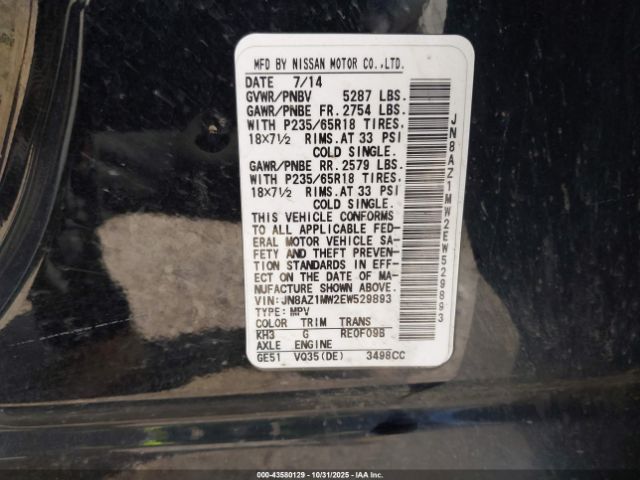 MFD BY NISSAN MOTOR CO.,LTD.
DATE 7/14
GVWR/PNBV 5287 LBS.
GAWR/PNBE FR. 2754 LBS.
WITH P235/65R18 TIRES.
18X7½ RIMS. AT 33 PSI
COLD SINGLE.
GAWR/PNBE RR. 2579 LBS.
WITH P235/65R18 TIRES.
18X7½ RIMS. AT 33 PSI
COLD SINGLE.
THIS VEHICLE CONFORMS
TO ALL APPLICABLE FED-
ERAL MOTOR VEHICLE SA-
FETY AND THEFT PREVEN-
TION STANDARDS IN EFF-
ECT ON THE DATE OF MA-
NUFACTURE SHOWN ABOVE.
VIN: JN8AZ1MW2EW529893
TYPE: MPV
COLOR TRIM TRANS
KH3 G RE0F09B
AXLE ENGINE
GE51 VQ35(DE) 3498CC
JN8AZ1MW2EW529893
000-43580129 - 10/31/2025 - IAAI.COM